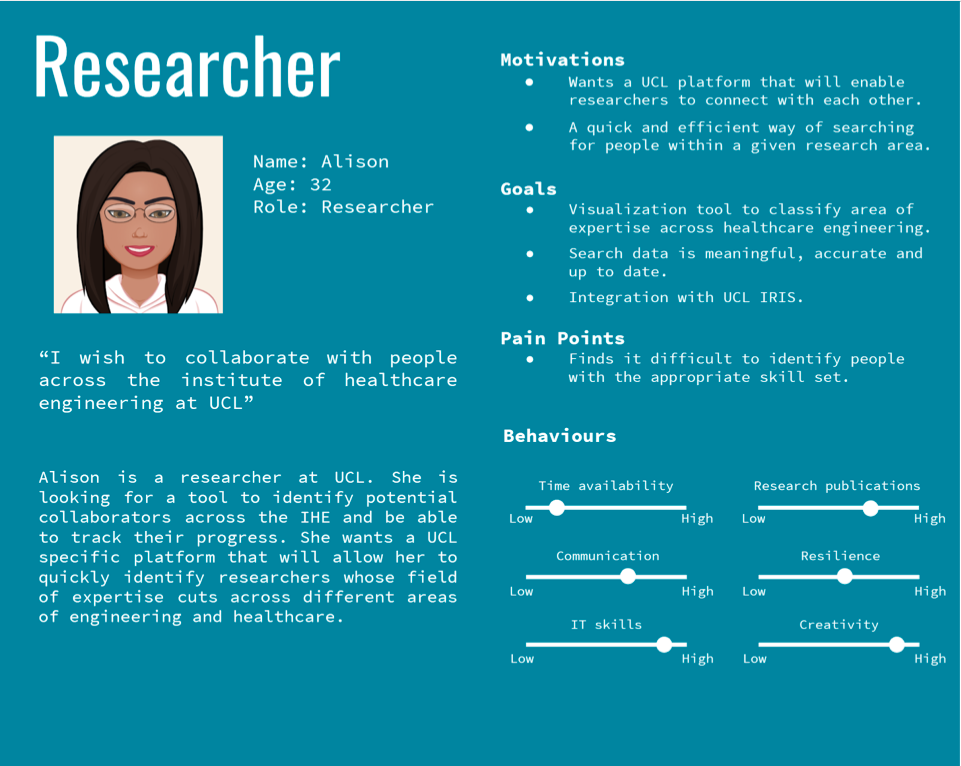 Researcher
Name: Alison
Age: 32
Role: Researcher
“I wish to collaborate with people
across the institute of healthcare
engineering at UCL”
Alison is a researcher at UCL. She is
looking for a tool to identify potential
collaborators across the IHE and be able
to track their progress. She wants a UCL
specific platform that will allow her to
quickly identify researchers whose field
of expertise cuts across different areas
of engineering and healthcare.
Motivations
● Wants a UCL platform that will enable
researchers to connect with each other.
● A quick and efficient way of searching
for people within a given research area.
Goals
● Visualization tool to classify area of
expertise across healthcare engineering.
● Search data is meaningful, accurate and
up to date.
● Integration with UCL IRIS.
Pain Points
● Finds it difficult to identify people
with the appropriate skill set.
Behaviours
Time availability
Low High
Research publications
Low High
Communication
Low High
Resilience
Low High
IT skills
Low High
Creativity
Low High